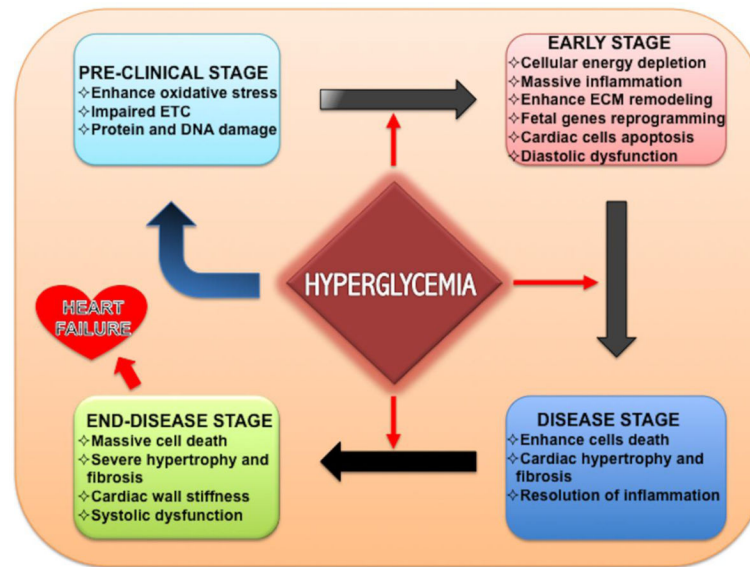 PRE-CLINICAL STAGE
✧Enhance oxidative stress
✧Impaired ETC
✧Protein and DNA damage
EARLY STAGE
✧Cellular energy depletion
✧Massive inflammation
✧Enhance ECM remodeling
✧Fetal genes reprogramming
✧Cardiac cells apoptosis
✧Diastolic dysfunction
HYPERGLYCEMIA
HEART
FAILURE
END-DISEASE STAGE
✧Massive cell death
✧Severe hypertrophy and
fibrosis
✧Cardiac wall stiffness
✧Systolic dysfunction
DISEASE STAGE
✧Enhance cells death
✧Cardiac hypertrophy and
fibrosis
✧Resolution of inflammation